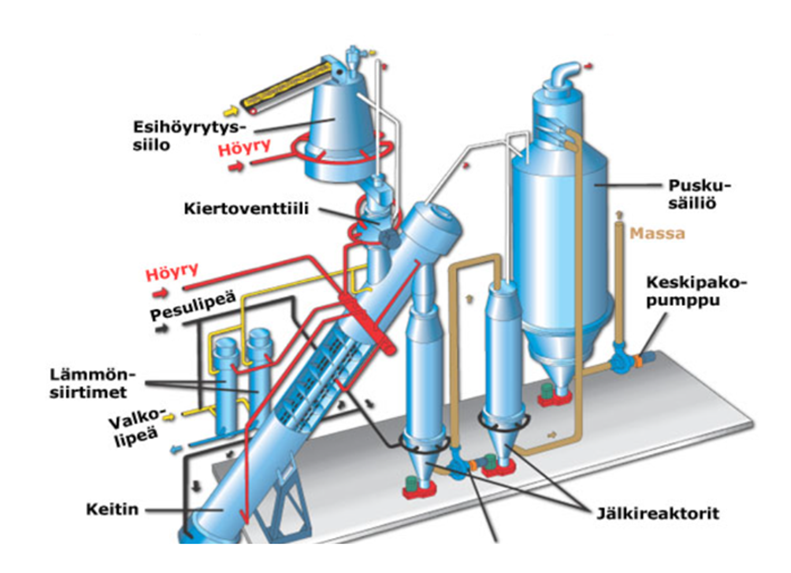 Esihöyrytys-
siilo
Höyry
Kiertoventtiili
Höyry
Pesulipeä
Lämmön-
siirtimet
Valko-
lipeä
Keitin
Pusku-
säiliö
Massa
Keskipako-
pumppu
Jälkireaktorit